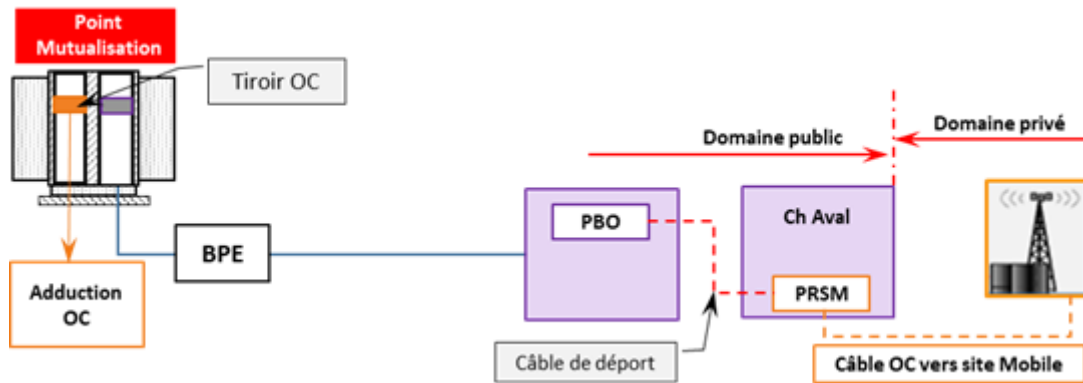 Point
Mutualisation
Tiroir OC
Domaine public
Domaine privé
PBO
Ch Aval
BPE
PRSM
Adduction
OC
Câble de déport
Câble OC vers site Mobile